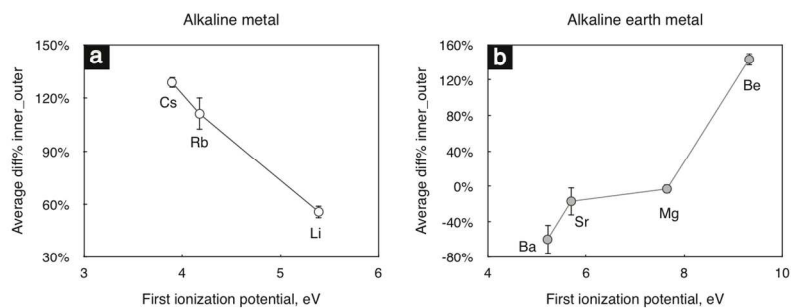 Alkaline metal
a
Average diff% inner_outer
150%
120%
90%
60%
30%
Cs
Rb
Li
3
4
5
6
First ionization potential, eV
Alkaline earth metal
b
Average diff% inner_outer
160%
120%
80%
40%
0%
-40%
-80%
Be
Mg
Sr
Ba
4
6
8
10
First ionization potential, eV